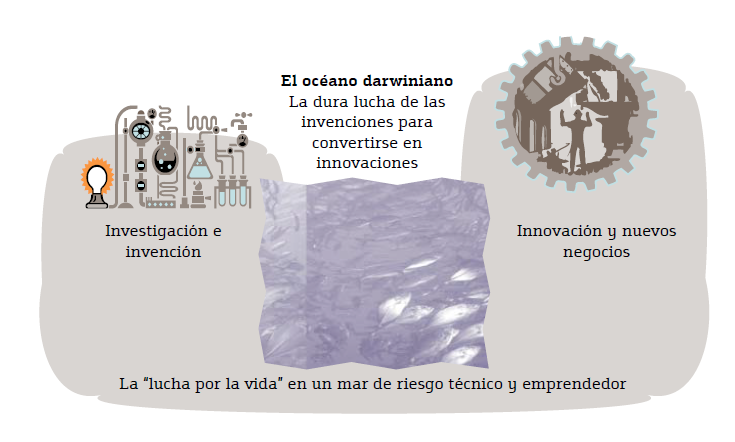 El océano darwiniano
La dura lucha de las
invenciones para
convertirse en
innovaciones
Investigación e
invención
Innovación y nuevos
negocios
La “lucha por la vida” en un mar de riesgo técnico y emprendedor